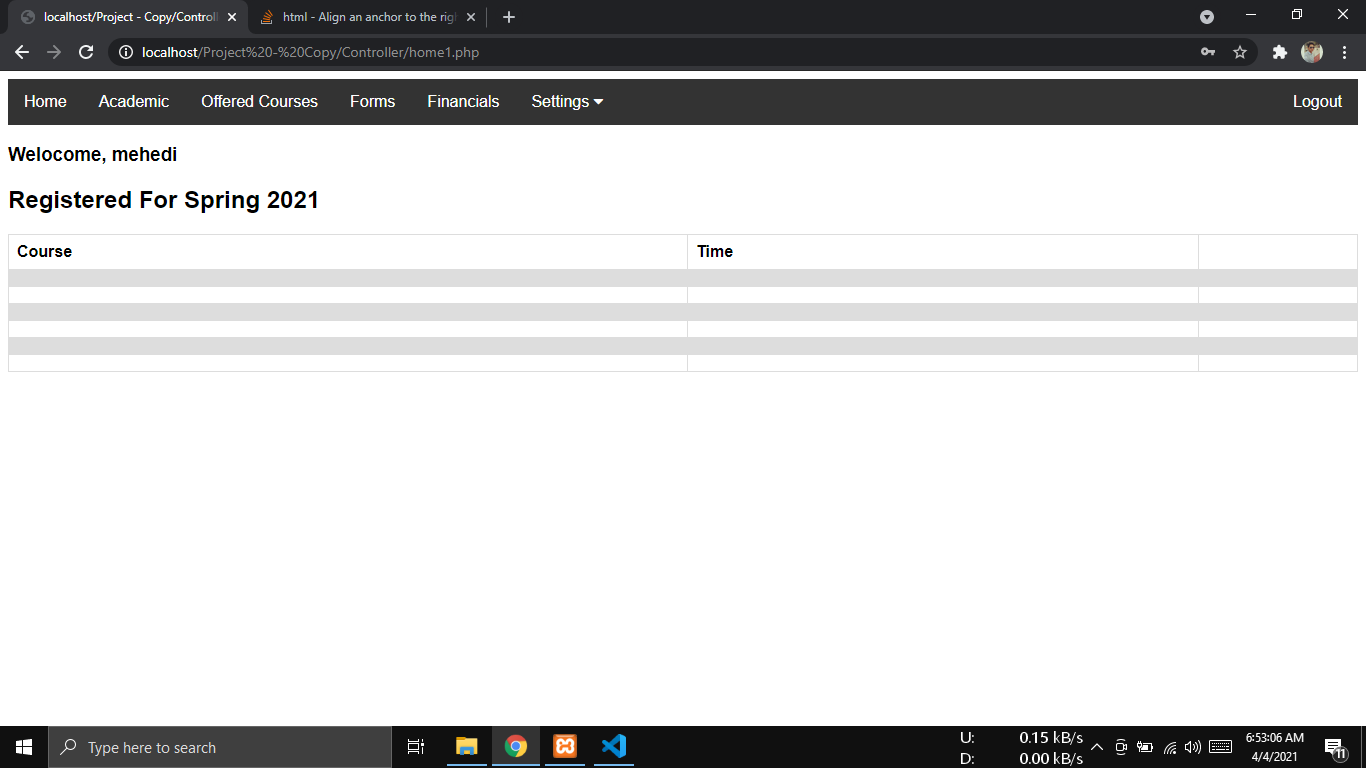 localhost/Project - Copy/Controll
html - Align an anchor to the righ
localhost/Project%20-%20Copy/Controller/home1.php
Home Academic Offered Courses Forms Financials Settings Logout
Welocome, mehedi
Registered For Spring 2021
Course Time
Type here to search
U: 0.15 kB/s
D: 0.00 kB/s
6:53:06 AM
4/4/2021
11